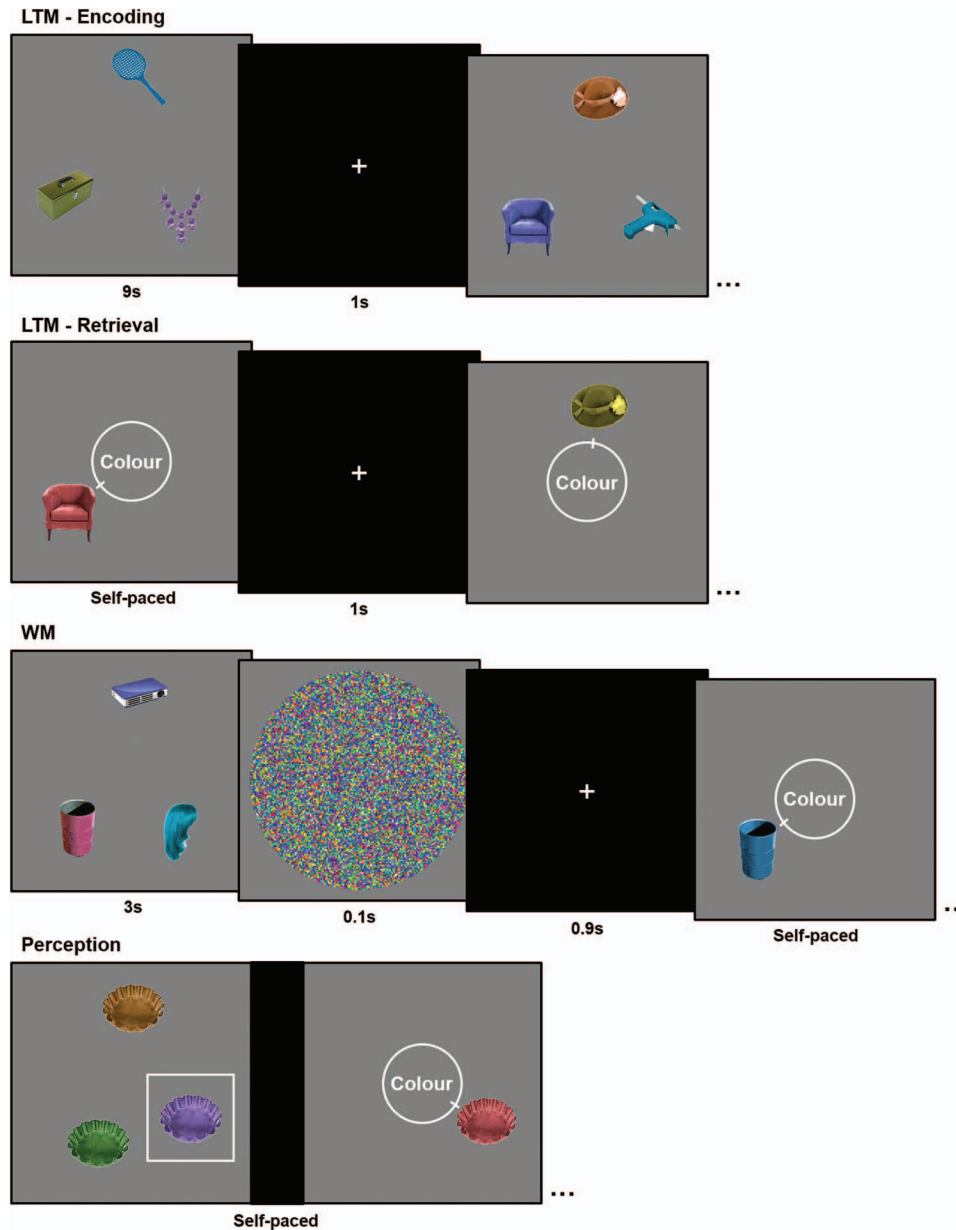 LTM - Encoding
9s
1s
...
LTM - Retrieval
Colour
Colour
Self-paced
1s
...
WM
Colour
3s
0.1s
0.9s
Self-paced
...
Perception
Colour
...
Self-paced